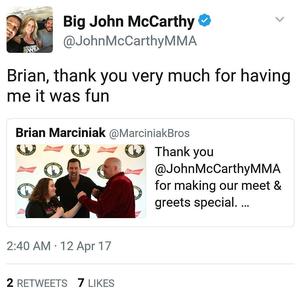 Big John McCarthy
@JohnMcCarthyMMA
Brian, thank you very much for having
me it was fun
Brian Marciniak @MarciniakBros
Thank you
@JohnMcCarthyMMA
for making our meet &
greets special. ...
2:40 AM · 12 Apr 17
2 RETWEETS 7 LIKES